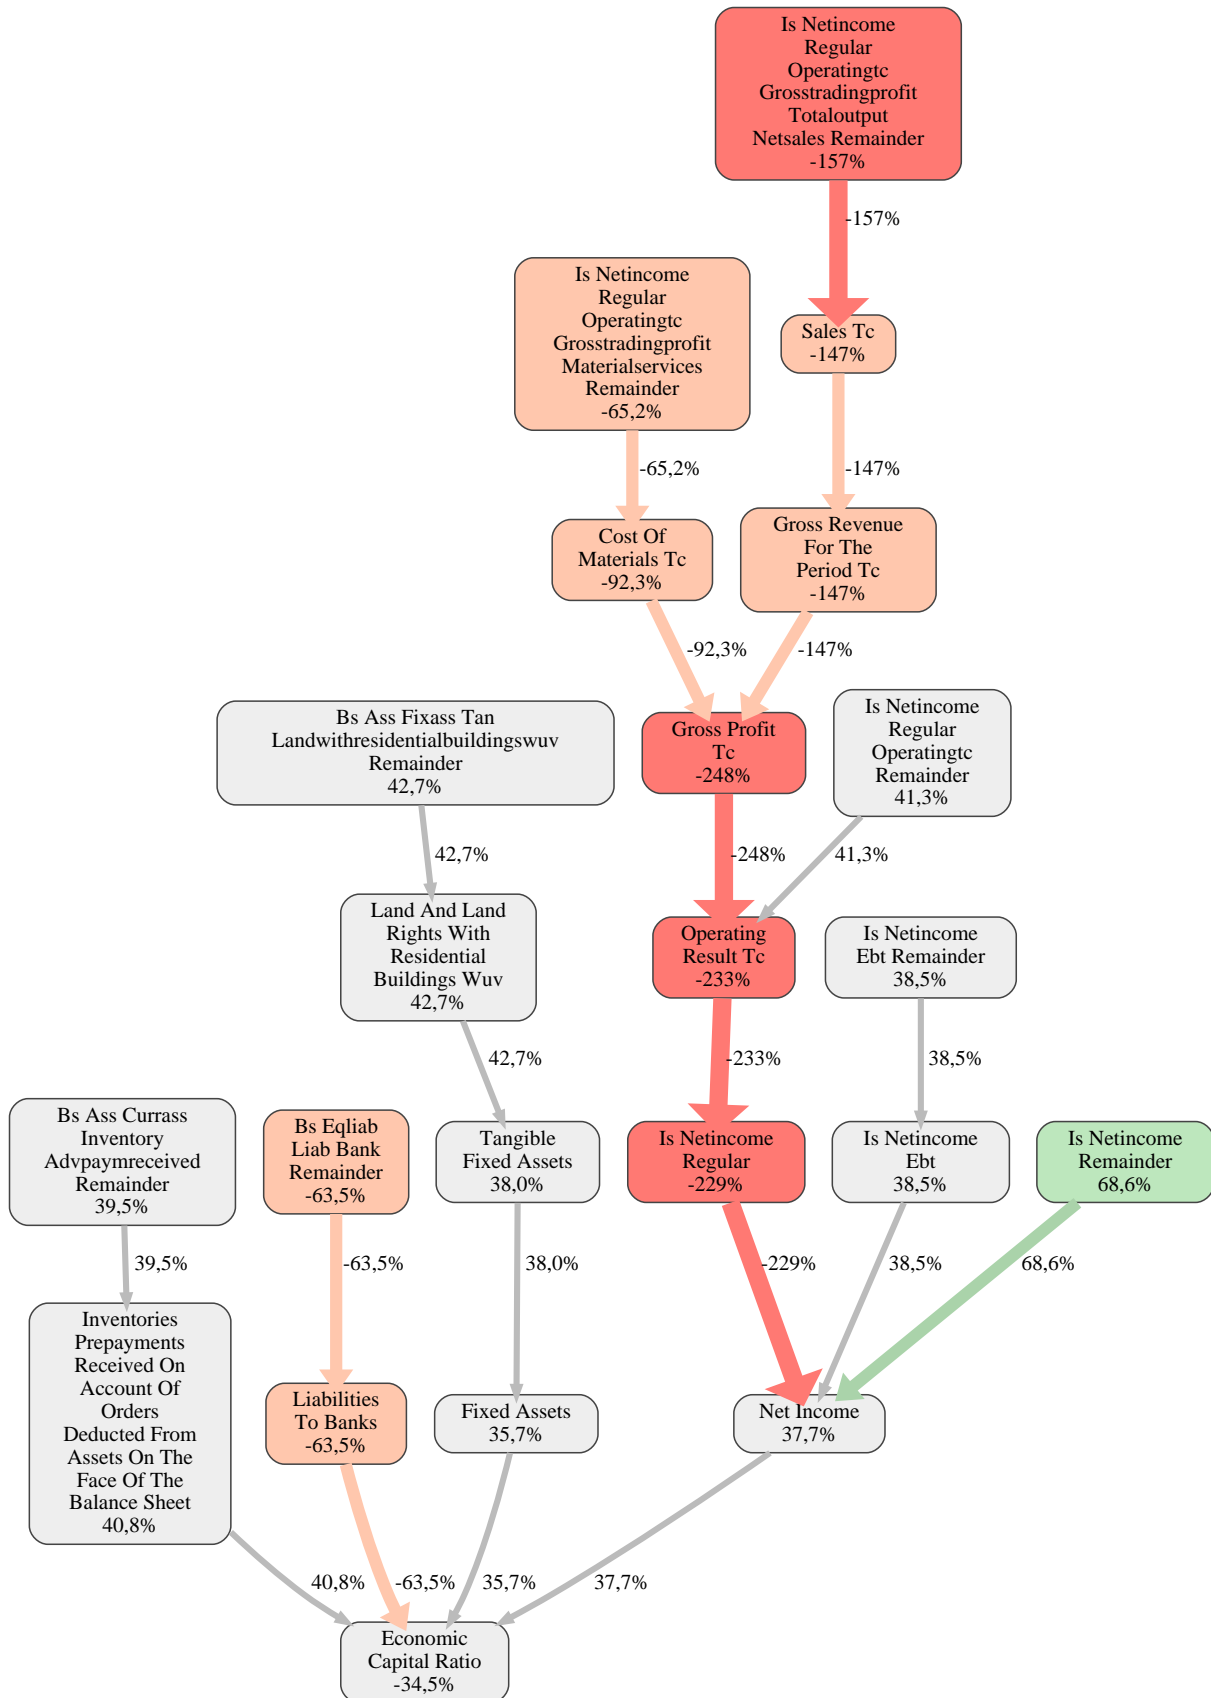 Is Netincome
Regular
Operatingtc
Grosstradingprofit
Totaloutput
Netsales Remainder
-157%
-157%
Is Netincome
Regular
Operatingtc
Grosstradingprofit
Materialservices
Remainder
-65,2%
Sales Tc
-147%
-65,2%
-147%
Cost Of
Materials Tc
-92,3%
Gross Revenue
For The
Period Tc
-147%
-92,3%
-147%
Bs Ass Fixass Tan
Landwithresidentialbuildingswuv
Remainder
42,7%
Gross Profit
Tc
-248%
Is Netincome
Regular
Operatingtc
Remainder
41,3%
42,7%
-248%
41,3%
Land And Land
Rights With
Residential
Buildings Wuv
42,7%
Operating
Result Tc
-233%
Is Netincome
Ebt Remainder
38,5%
42,7%
-233%
38,5%
Bs Ass Currass
Inventory
Advpaymreceived
Remainder
39,5%
Bs Eqliab
Liab Bank
Remainder
-63,5%
Tangible
Fixed Assets
38,0%
Is Netincome
Regular
-229%
Is Netincome
Ebt
38,5%
Is Netincome
Remainder
68,6%
39,5%
-63,5%
38,0%
-229%
38,5%
68,6%
Inventories
Prepayments
Received On
Account Of
Orders
Deducted From
Assets On The
Face Of The
Balance Sheet
40,8%
Liabilities
To Banks
-63,5%
Fixed Assets
35,7%
Net Income
37,7%
40,8%
-63,5%
35,7%
37,7%
Economic
Capital Ratio
-34,5%